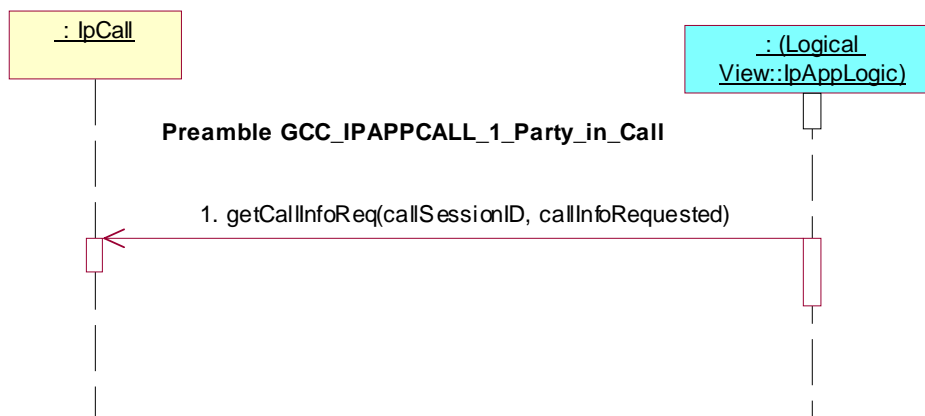 : IpCall
: (Logical
View::IpAppLogic)
Preamble GCC_IPAPPCALL_1_Party_in_Call
1. getCallInfoReq(callSessionID, callInfoRequested)